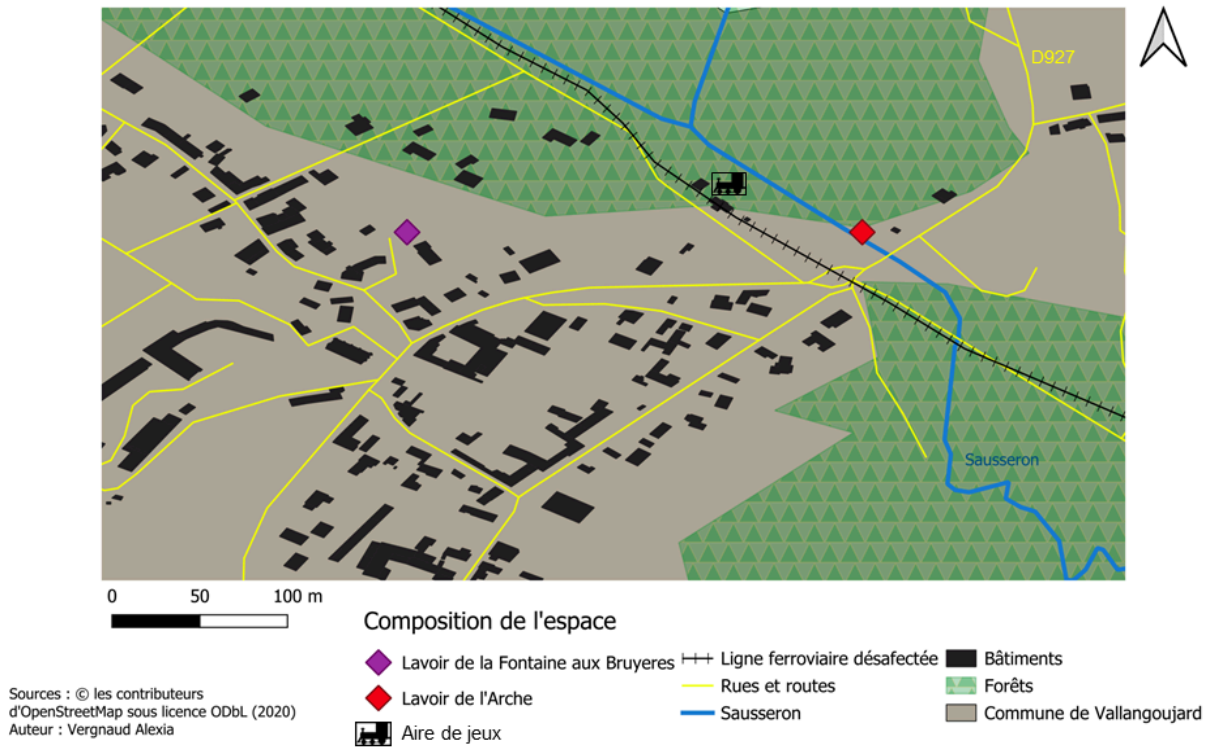 D927
Sausseron
0 50 100 m
Composition de l'espace
Lavoir de la Fontaine aux Bruyeres
Lavoir de l'Arche
Aire de jeux
Ligne ferroviaire désafectée
Rues et routes
Sausseron
Bâtiments
Forêts
Commune de Vallangoujard
Sources : © les contributeurs
d'OpenStreetMap sous licence ODbL (2020)
Auteur : Vergnaud Alexia